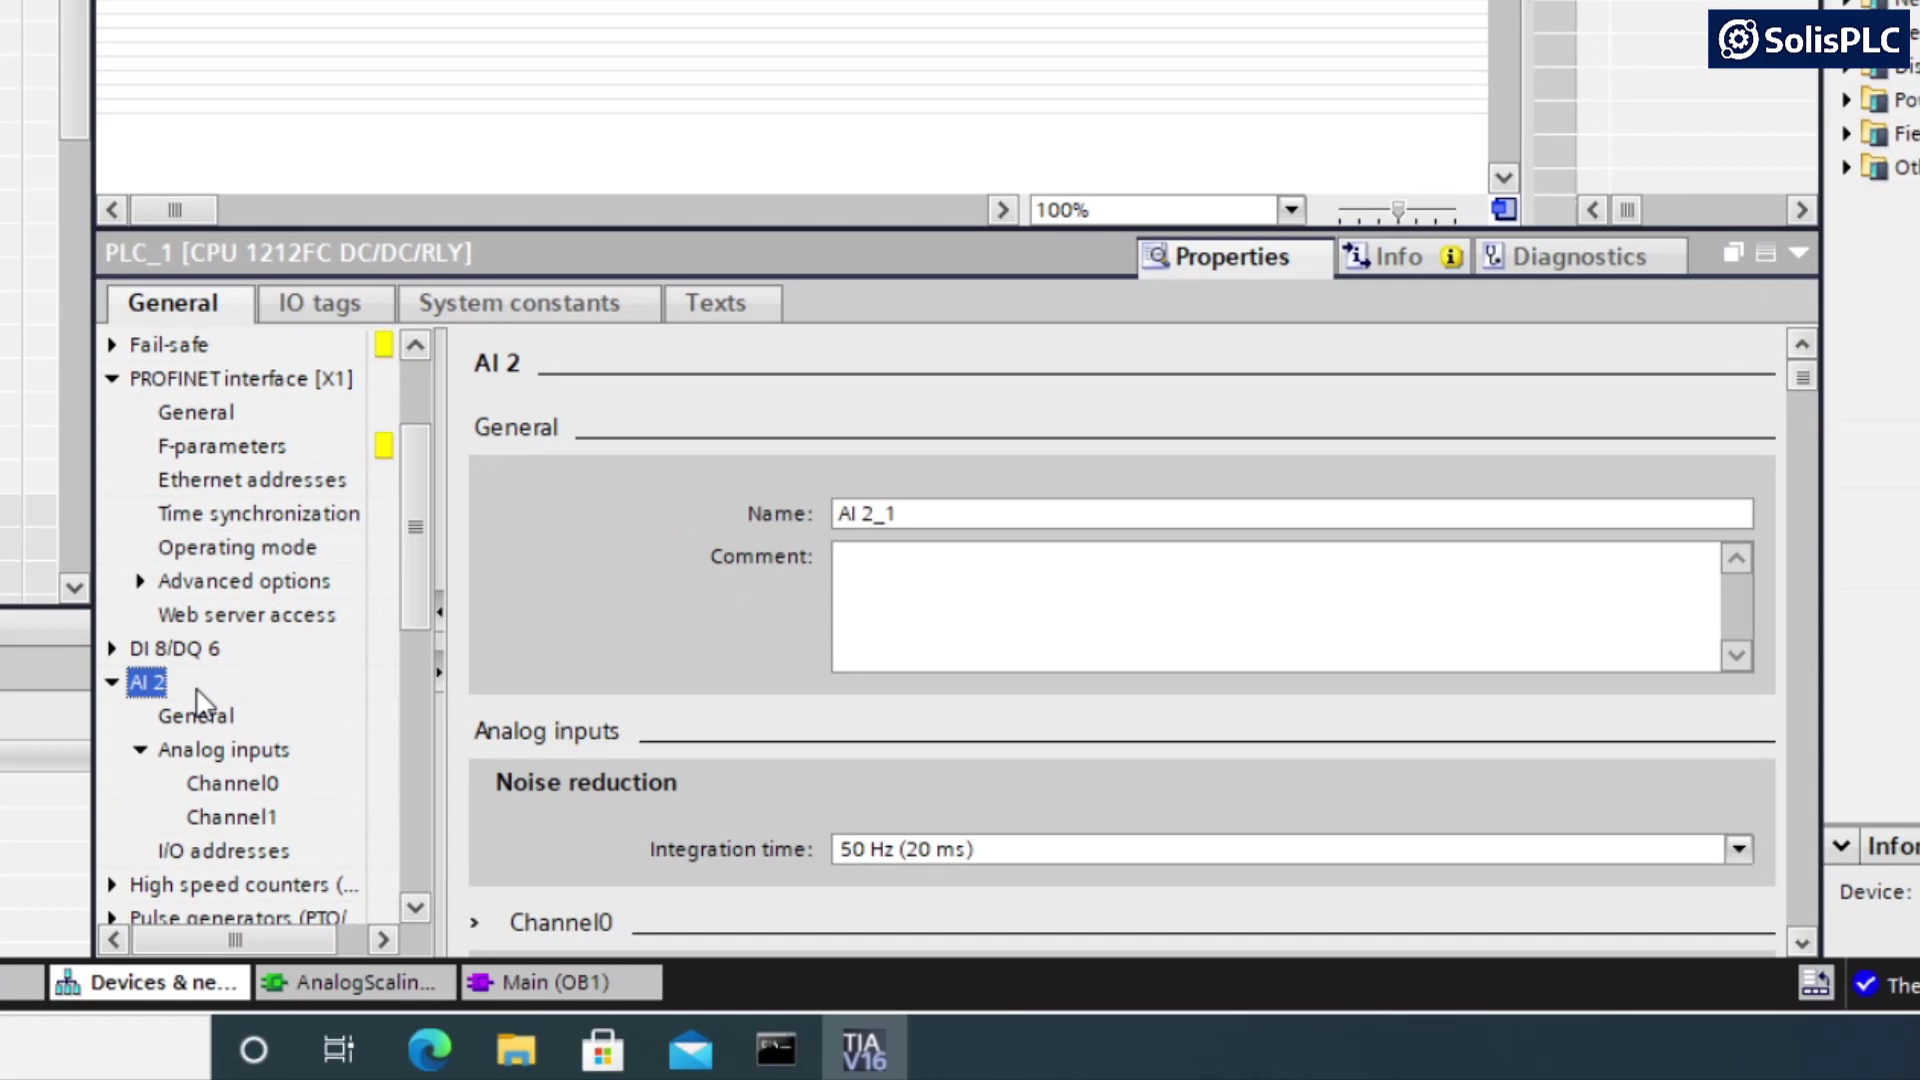 SolisPLC
100%
PLC_1 [CPU 1212FC DC/DC/RLY]
Properties
Info
Diagnostics
General
IO tags
System constants
Texts
Fail-safe
PROFINET interface [X1]
General
F-parameters
Ethernet addresses
Time synchronization
Operating mode
Advanced options
Web server access
DI 8/DQ 6
AI 2
General
Analog inputs
Channel0
Channel1
I/O addresses
High speed counters (...
Pulse generators (PTO/
AI 2
General
Name: AI 2_1
Comment:
Analog inputs
Noise reduction
Integration time: 50 Hz (20 ms)
Channel0
Device:
Devices & ne...
AnalogScalin...
Main (OB1)
The
TIA
V16